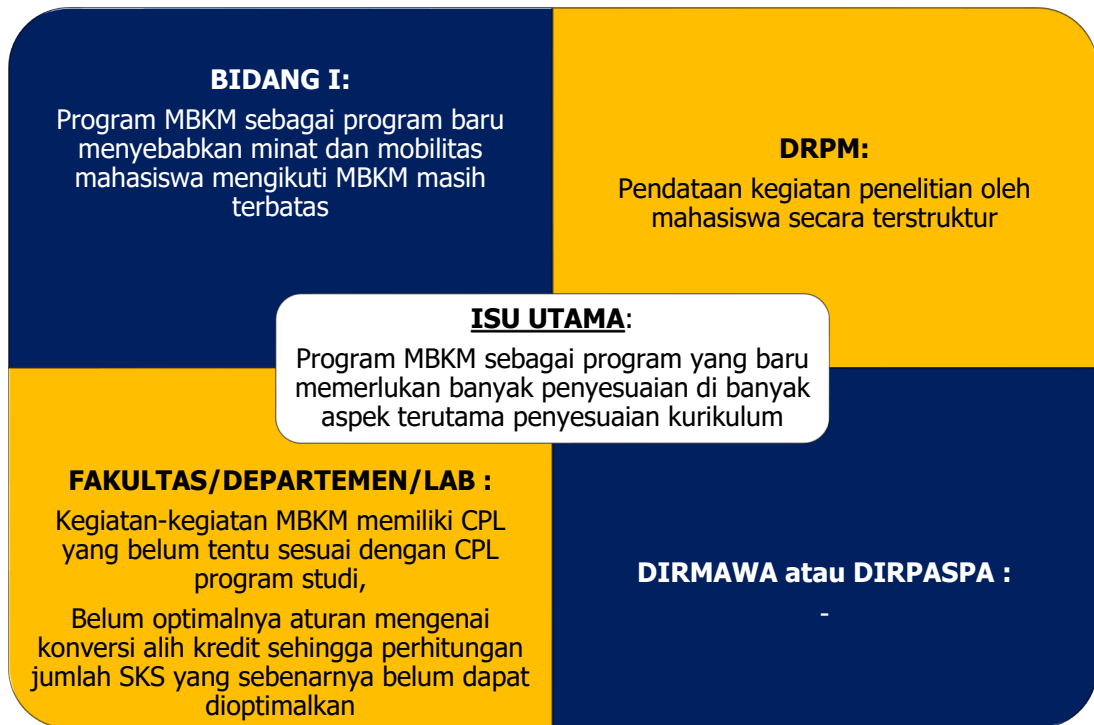 BIDANG I:
Program MBKM sebagai program baru
menyebabkan minat dan mobilitas
mahasiswa mengikuti MBKM masih
terbatas
DRPM:
Pendataan kegiatan penelitian oleh
mahasiswa secara terstruktur
ISU UTAMA:
Program MBKM sebagai program yang baru
memerlukan banyak penyesuaian di banyak
aspek terutama penyesuaian kurikulum
FAKULTAS/DEPARTEMEN/LAB :
Kegiatan-kegiatan MBKM memiliki CPL
yang belum tentu sesuai dengan CPL
program studi,
Belum optimalnya aturan mengenai
konversi alih kredit sehingga perhitungan
jumlah SKS yang sebenarnya belum dapat
dioptimalkan
DIRMAWA atau DIRPASPA :
-